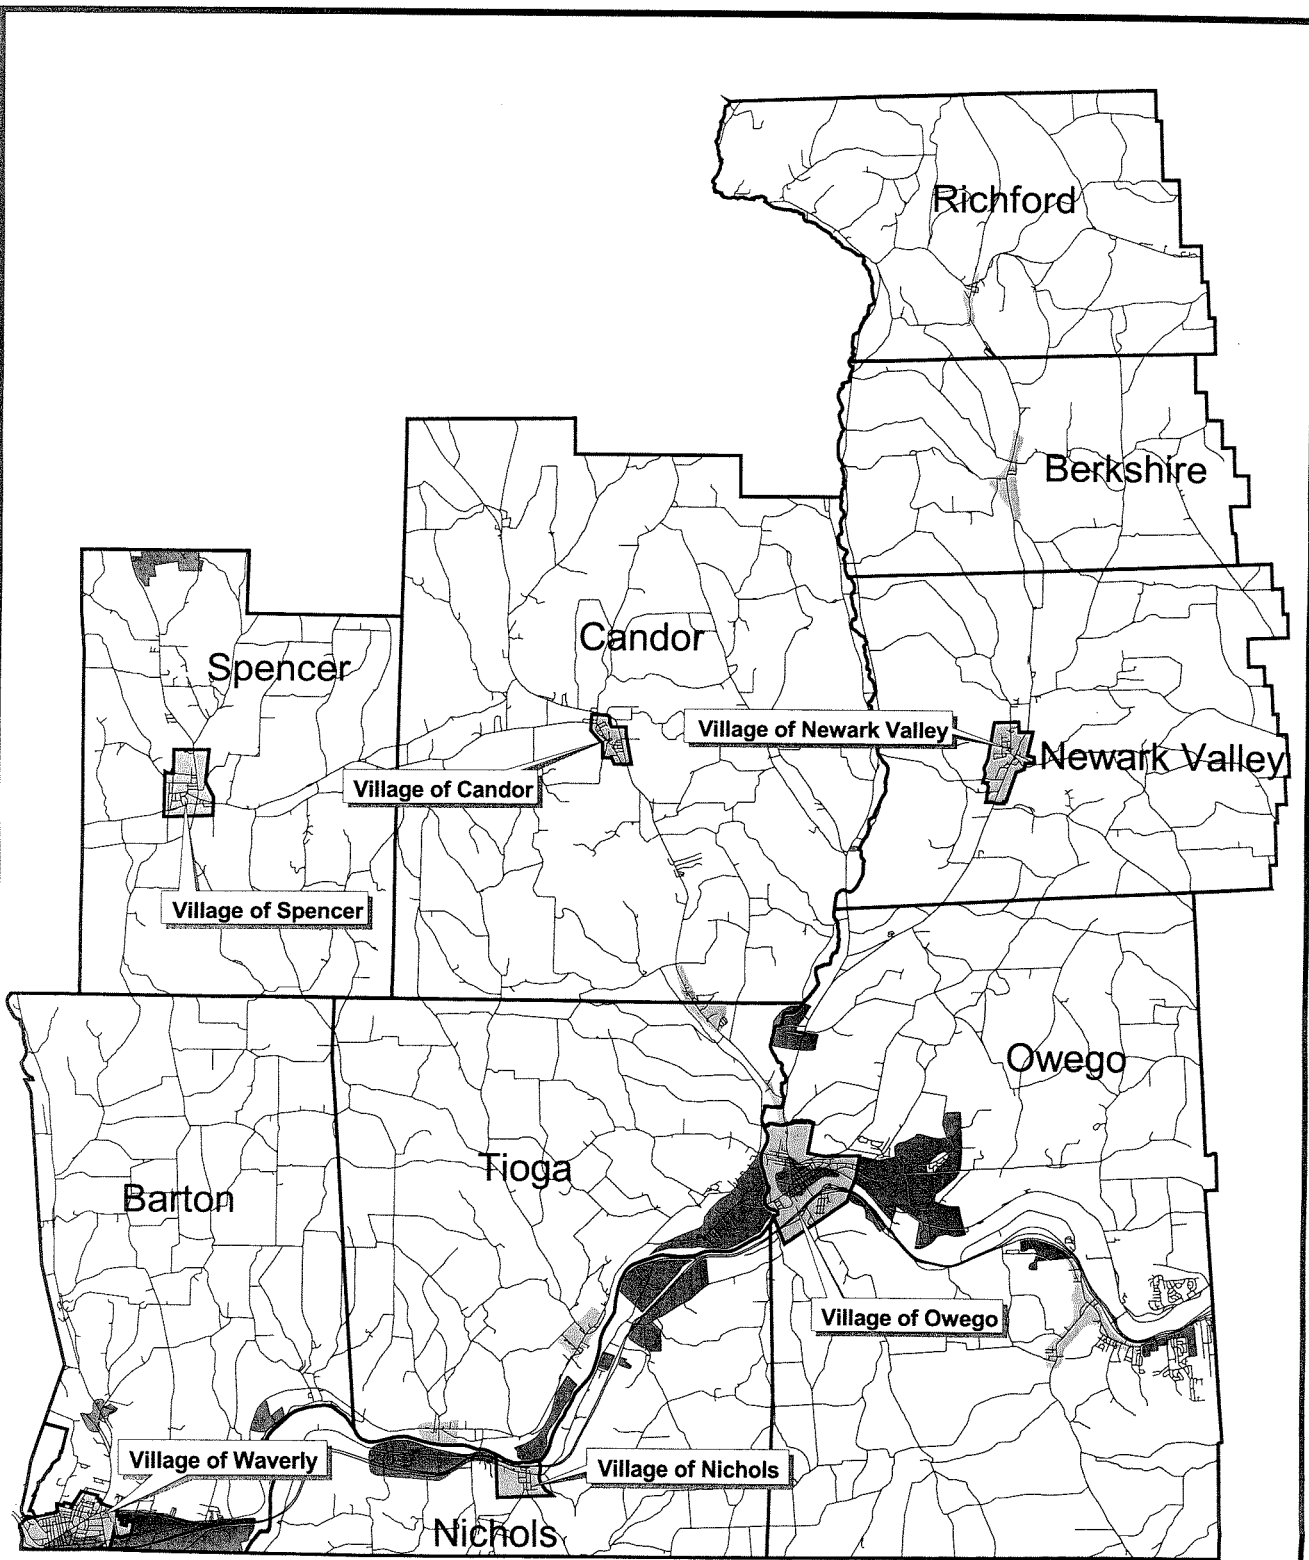 Richford
Berkshire
Candor
Spencer
Village of Newark Valley
Newark Valley
Village of Candor
Village of Spencer
Owego
Tioga
Barton
Village of Owego
Village of Waverly
Village of Nichols
Nichols